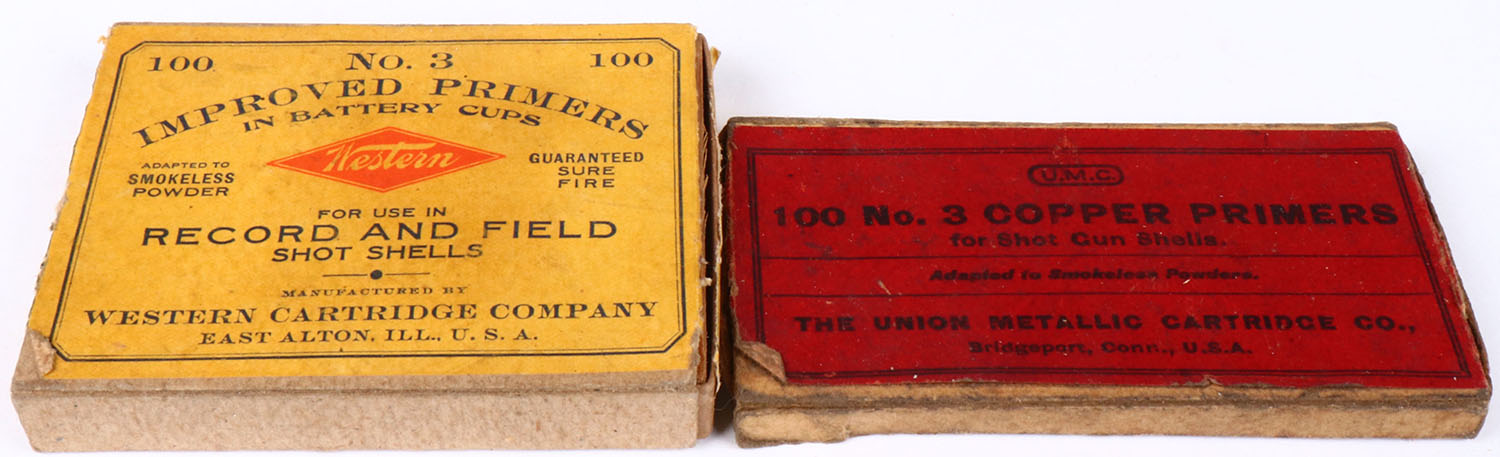 100 No. 3 100
IMPROVED PRIMERS
IN BATTERY CUPS
ADAPTED TO
SMOKELESS
POWDER
Western
GUARANTEED
SURE
FIRE
FOR USE IN
RECORD AND FIELD
SHOT SHELLS
MANUFACTURED BY
WESTERN CARTRIDGE COMPANY
EAST ALTON, ILL., U. S. A.
U.M.C.
100 No. 3 COPPER PRIMERS
for Shot Gun Shells.
Adapted to Smokeless Powders.
THE UNION METALLIC CARTRIDGE CO.,
Bridgeport, Conn., U.S.A.